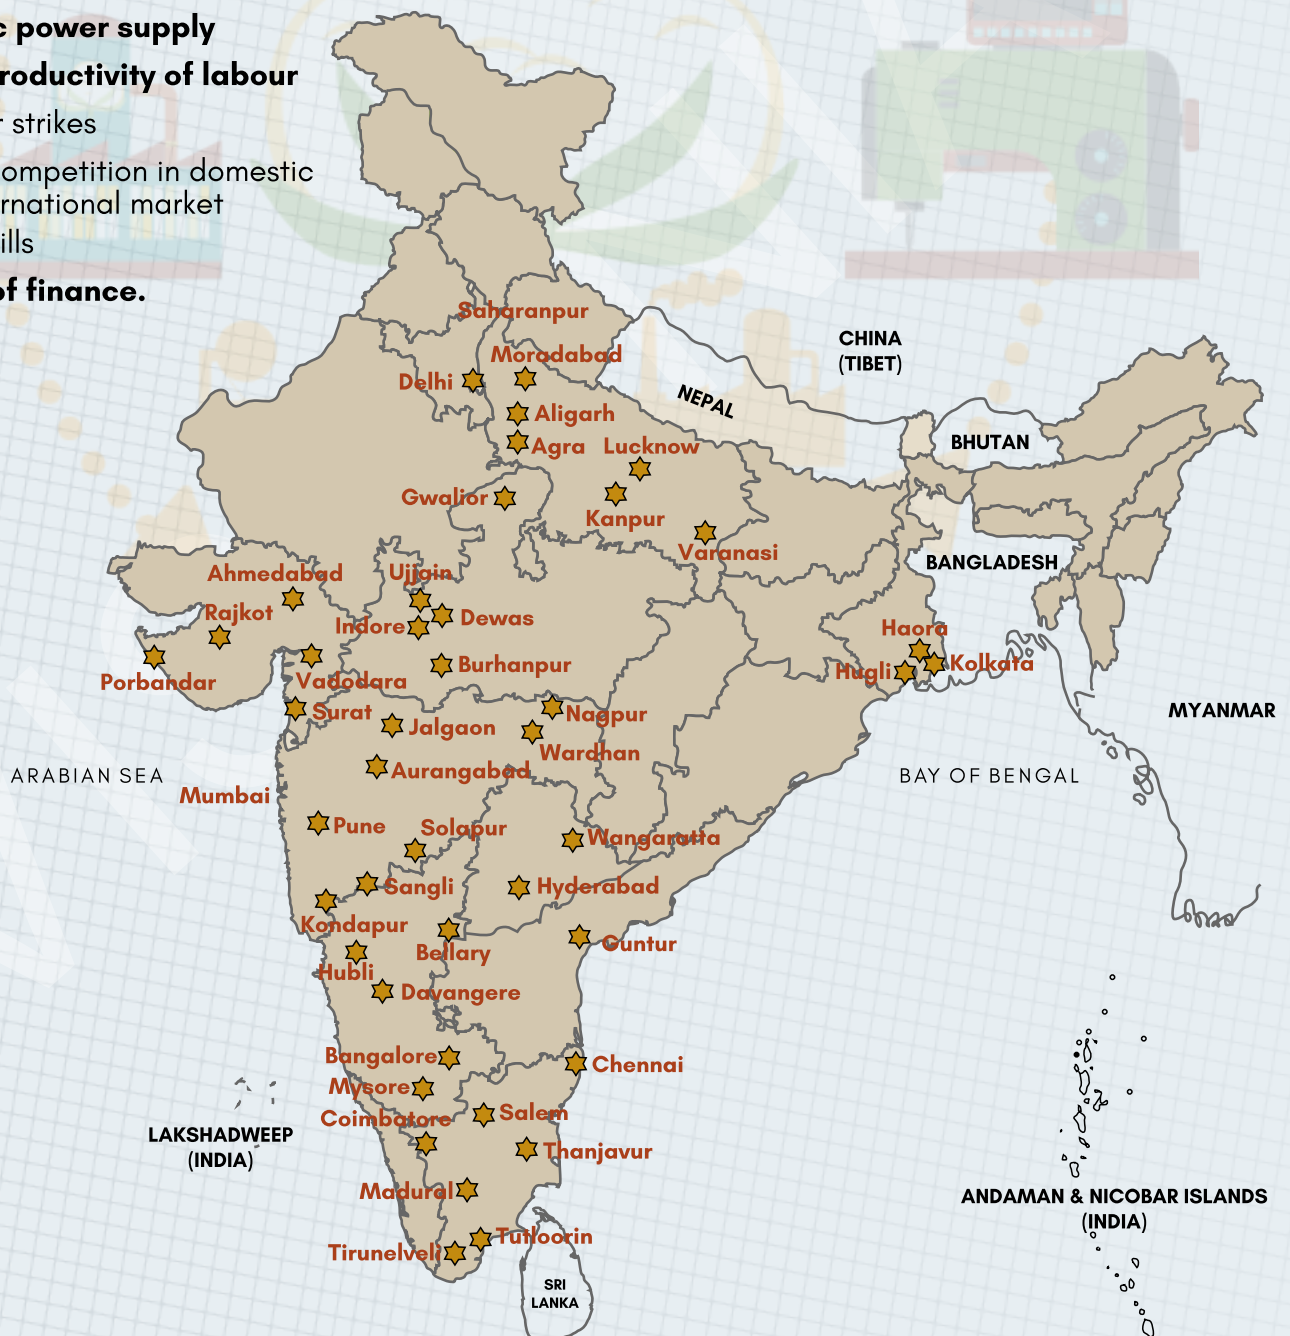 c power supply
roductivity of labour
r strikes
ompetition in domestic
rnational market
ills
of finance.
Saharanpur
CHINA
(TIBET)
Moradabad
Delhi
NEPAL
Aligarh
BHUTAN
Agra
Lucknow
Gwalior
Kanpur
Varanasi
BANGLADESH
Ahmedabad
Ujjain
Rajkot
Dewas
Indore
Haora
Burhanpur
Hugli
Kolkata
Porbandar
Vadodara
Surat
Nagpur
MYANMAR
Jalgaon
Wardhan
Aurangabad
ARABIAN SEA
BAY OF BENGAL
Mumbai
Pune
Solapur
Wangaratta
Sangli
Hyderabad
Kondapur
Guntur
Bellary
Hubli
Davangere
Bangalore
Chennai
Mysore
Salem
Coimbatore
LAKSHADWEEP
(INDIA)
Thanjavur
Madural
ANDAMAN & NICOBAR ISLANDS
(INDIA)
Tutloorin
Tirunelveli
SRI
LANKA